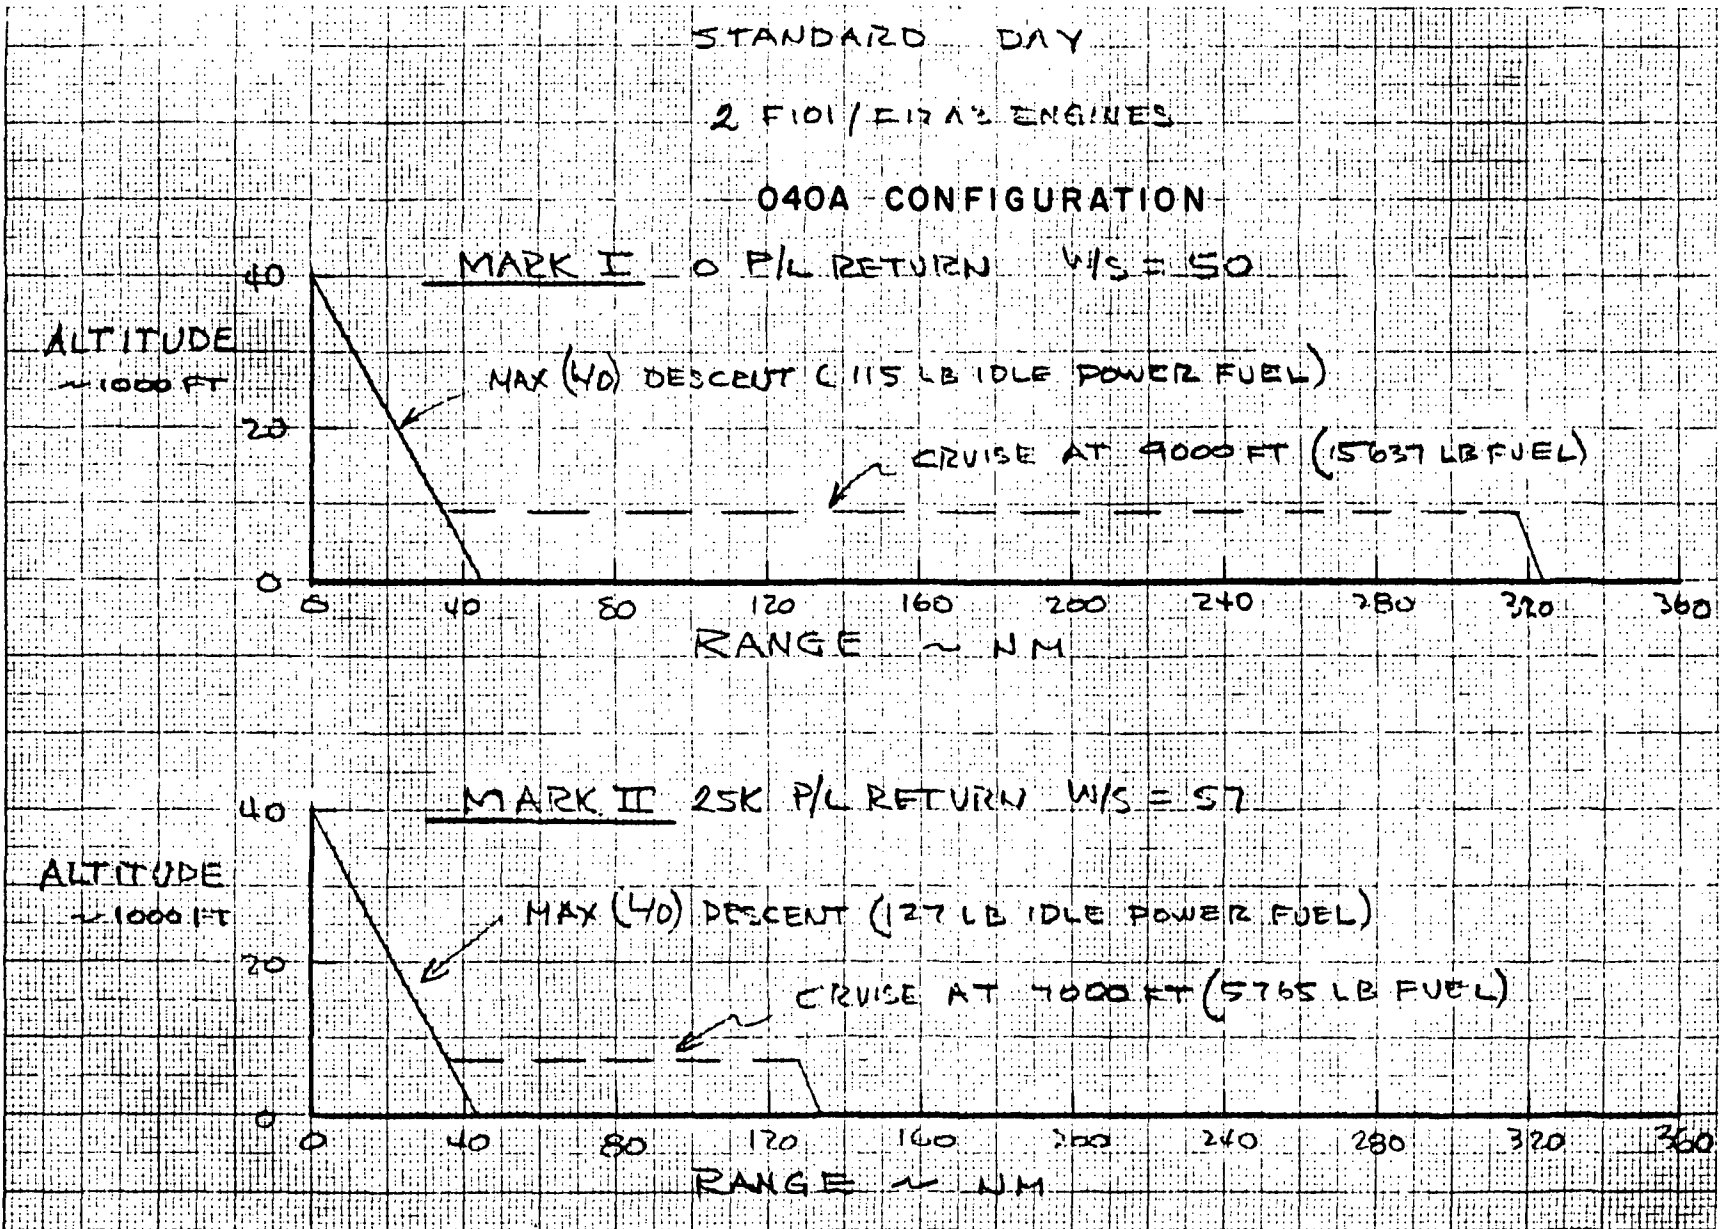 STANDARD DAY
2 F101/F12A3 ENGINES
040A CONFIGURATION
MARK I 0 P/L RETURN W/S = 50
40
ALTITUDE
~ 1000 FT
MAX (L/D) DESCENT (115 LB IDLE POWER FUEL)
20
CRUISE AT 9000 FT (15637 LB FUEL)
0
0 40 80 120 160 200 240 280 320 360
RANGE ~ NM
MARK II 25K P/L RETURN W/S = 57
40
ALTITUDE
~ 1000 FT
MAX (L/D) DESCENT (127 LB IDLE POWER FUEL)
20
CRUISE AT 7000 FT (5765 LB FUEL)
0
0 40 80 120 160 200 240 280 320 360
RANGE ~ NM